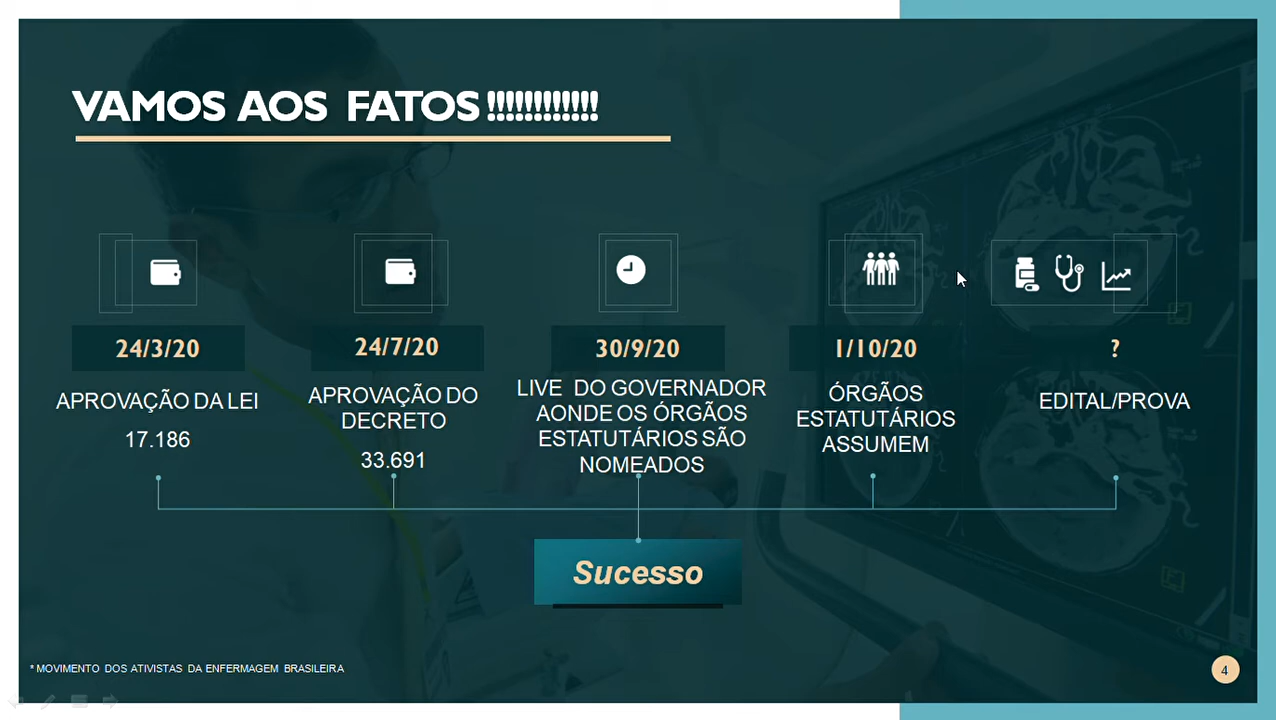 VAMOS AOS FATOS !!!!!!!!!!!!
24/3/20
APROVAÇÃO DA LEI
17.186
24/7/20
APROVAÇÃO DO
DECRETO
33.691
30/9/20
LIVE DO GOVERNADOR
AONDE OS ÓRGÃOS
ESTATUTÁRIOS SÃO
NOMEADOS
1/10/20
ÓRGÃOS
ESTATUTÁRIOS
ASSUMEM
?
EDITAL/PROVA
Sucesso
* MOVIMENTO DOS ATIVISTAS DA ENFERMAGEM BRASILEIRA
4